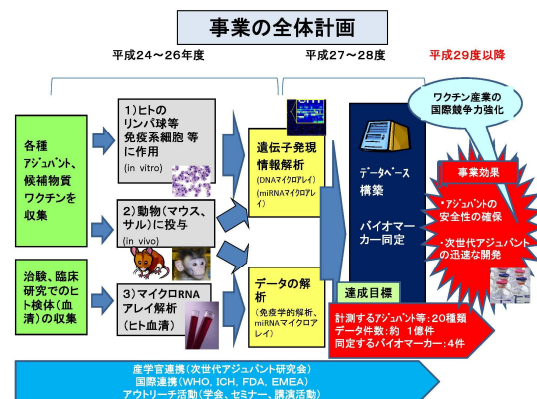 事業の全体計画
平成24～26年度
平成27～28度
平成29度以降
各種
アジュバント、
候補物質
ワクチンを
収集
治験、臨床
研究でのヒ
ト検体(血
清)の収集
1)ヒトの
リンパ球等
免疫系細胞 等
に作用
(in vitro)
2)動物(マウス、
サル)に投与
(in vivo)
3)マイクロRNA
アレイ解析
(ヒト血清)
遺伝子発現
情報解析
(DNAマイクロアレイ)
(miRNAマイクロア
レイ)
データの解
析
(免疫学的解析、
miRNAマイクロア
レイ)
データベース
構築
バイオマー
カー同定
ワクチン産業の
国際競争力強化
事業効果
・アジュバントの
安全性の確保
・次世代アジュバント
の迅速な開発
達成目標
計測するアジュバント等：20種類
データ件数：約 1億件
同定するバイオマーカー：4件
産学官連携(次世代アジュバント研究会)
国際連携(WHO, ICH, FDA, EMEA)
アウトリーチ活動(学会、セミナー、講演活動)